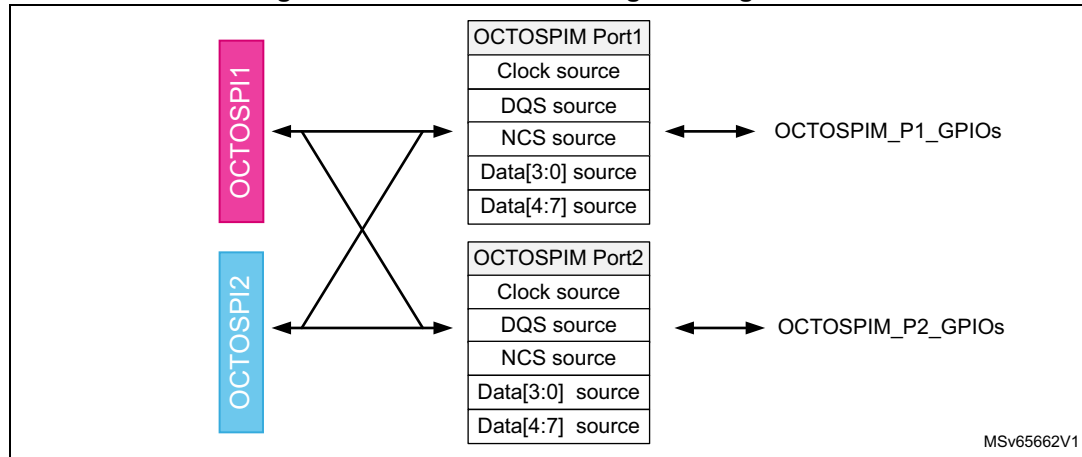 OCTOSPI1
OCTOSPIM Port1
Clock source
DQS source
NCS source
Data[3:0] source
Data[4:7] source
OCTOSPIM_P1_GPIOs
OCTOSPI2
OCTOSPIM Port2
Clock source
DQS source
NCS source
Data[3:0] source
Data[4:7] source
OCTOSPIM_P2_GPIOs
MSv65662V1